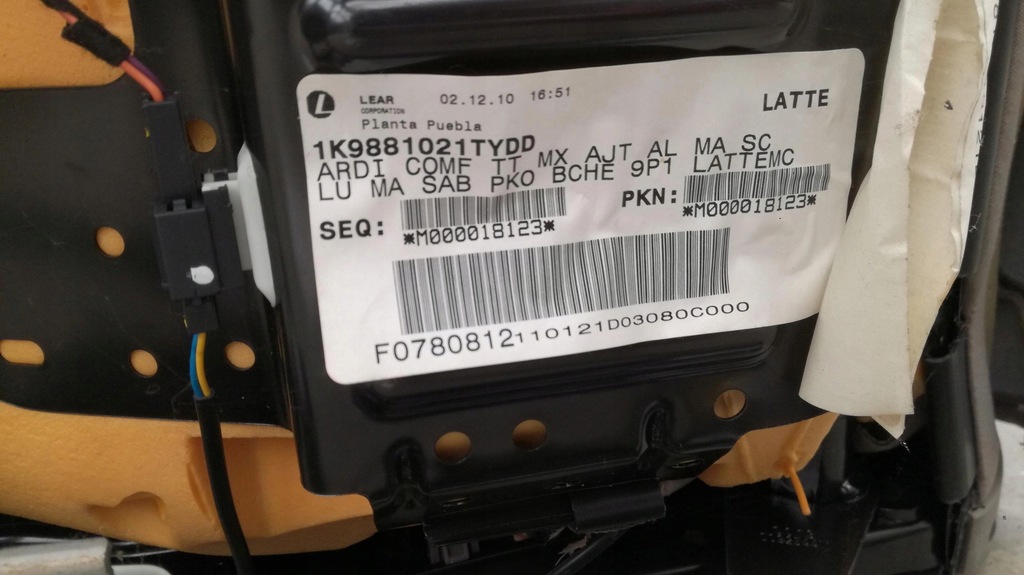 LEAR 02.12.10 16:51 LATTE
CORPORATION
Planta Puebla
1K9881021TYDD
ARDI COMF TT MX AJT AL MA SC
LU MA SAB PKO BCHE 9P1 LATTEMC
SEQ: *M000018123*
PKN: *M000018123*
F0780812110121D03080C000